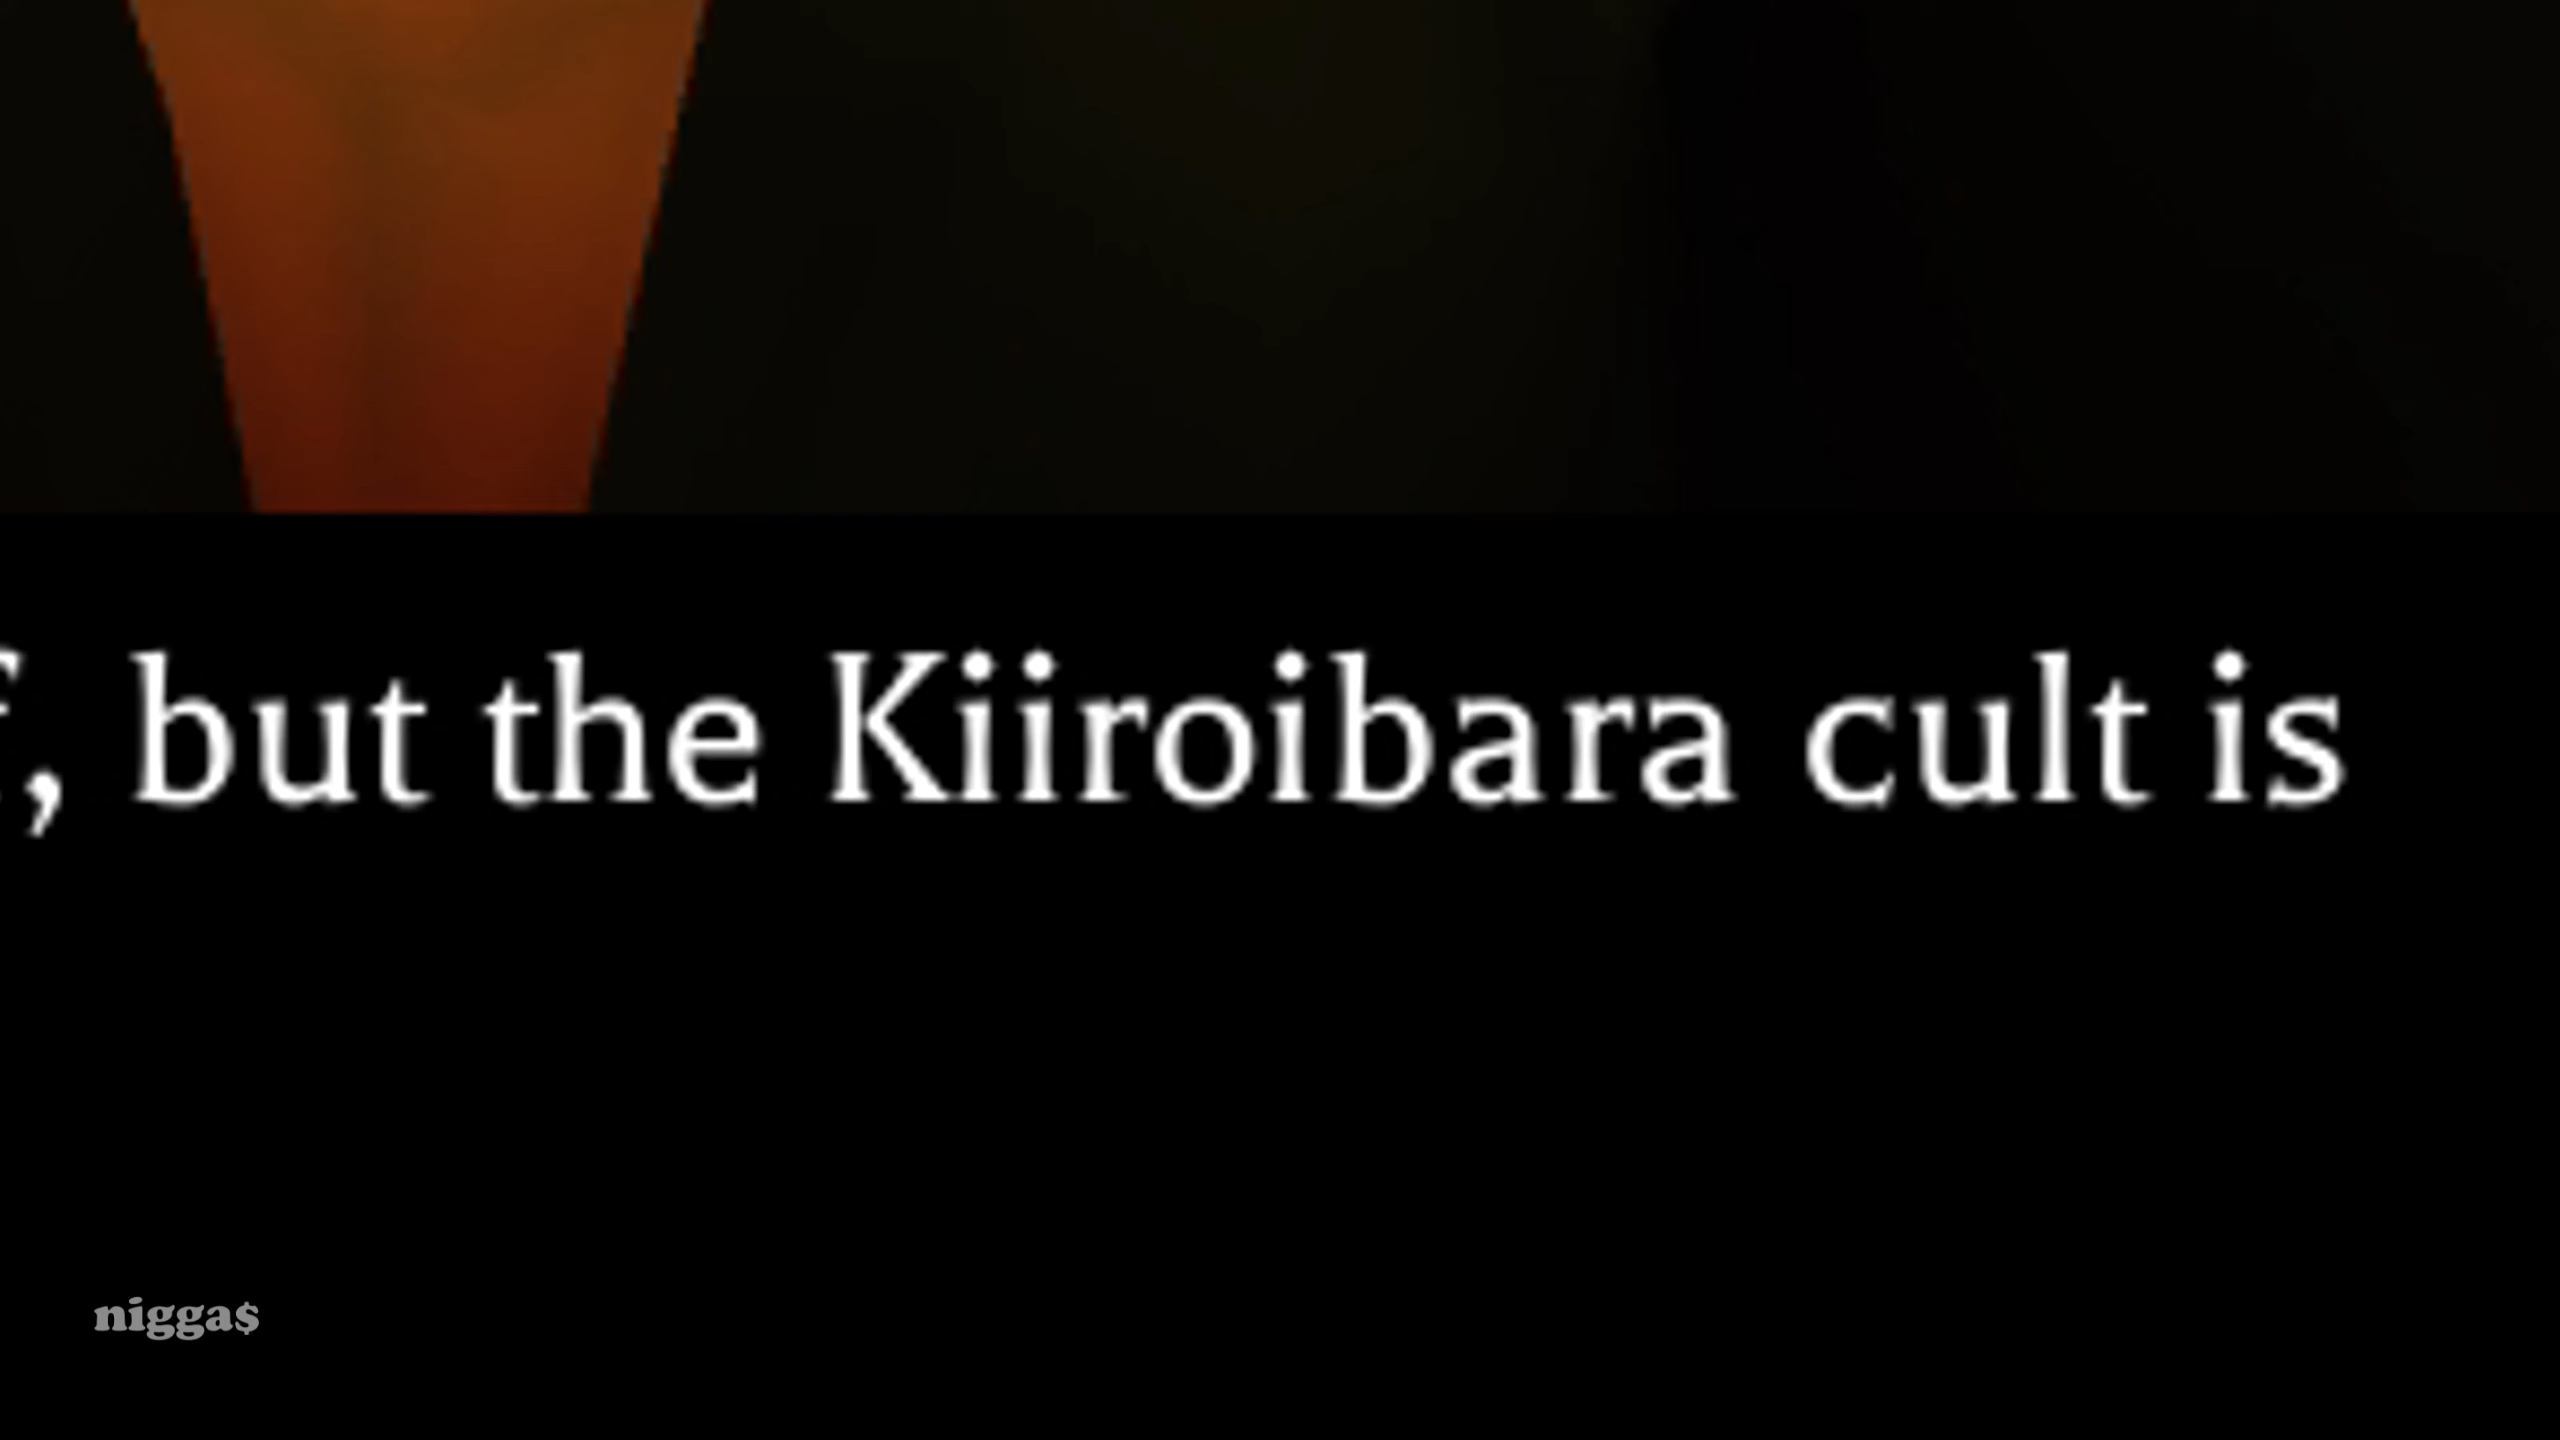 , but the Kiiroibara cult is
nigga$